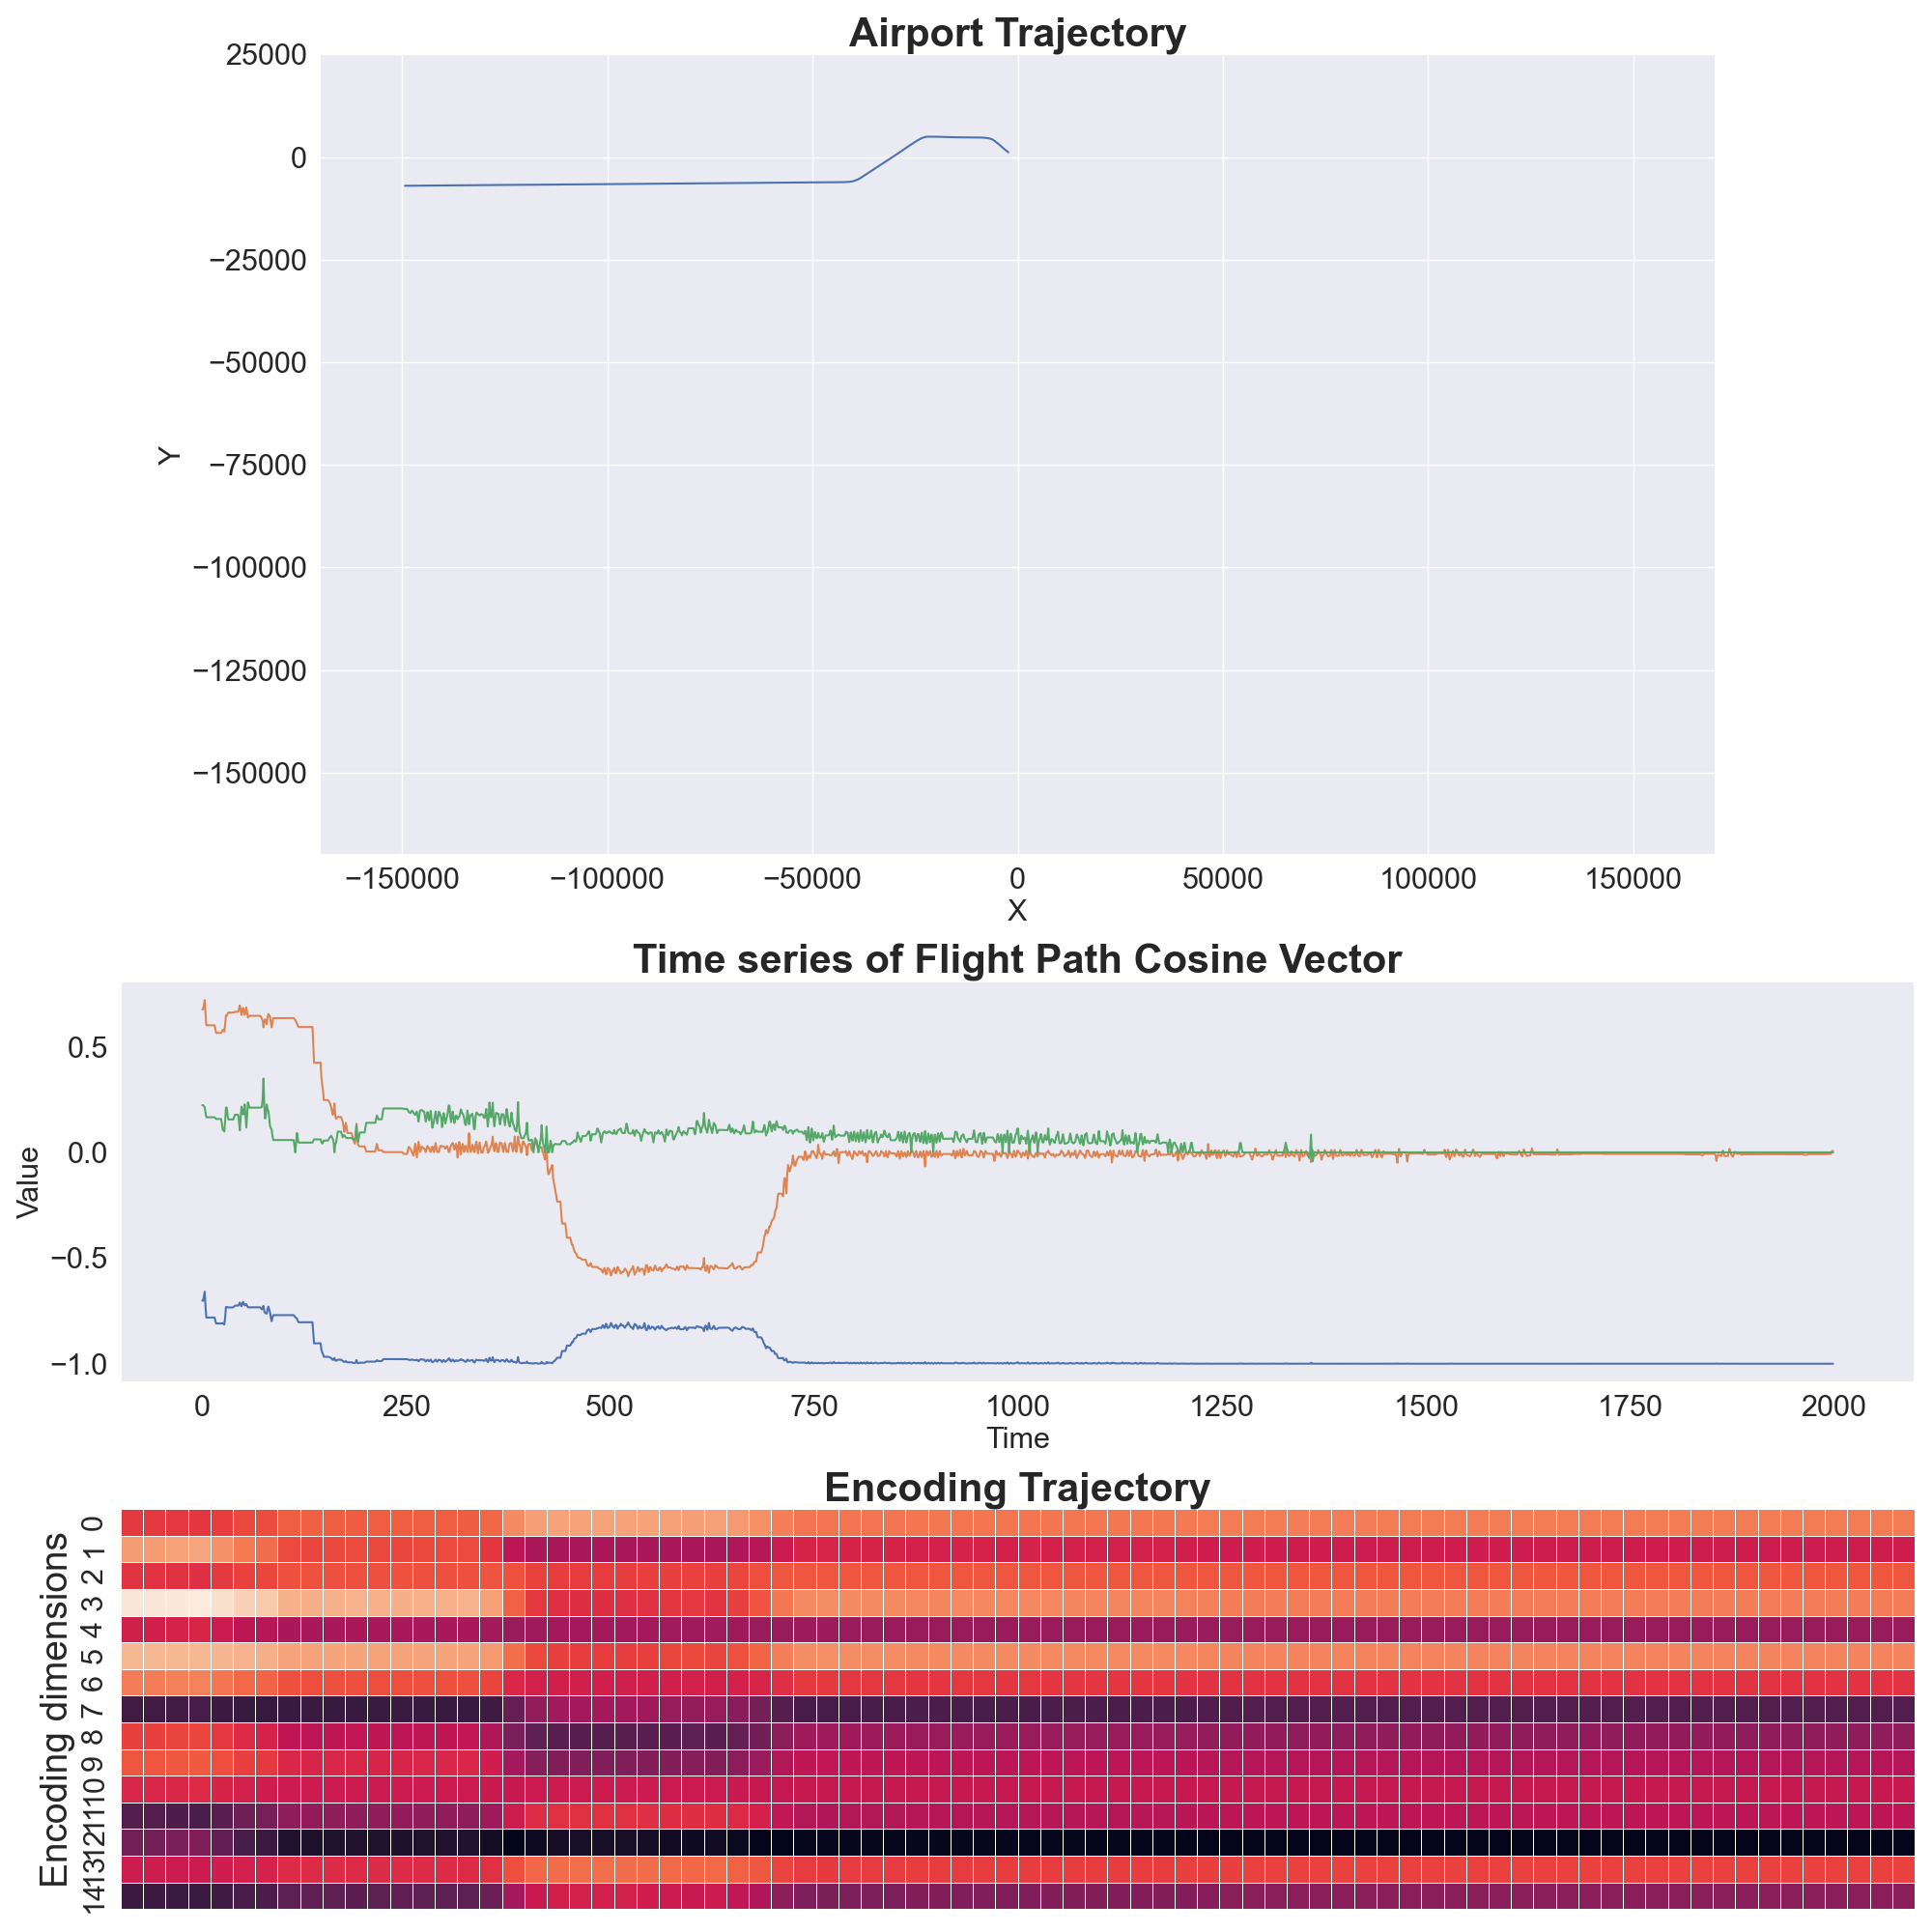 Airport Trajectory
25000
0
−25000
−50000
−75000
−100000
−125000
−150000
Y
−150000 −100000 −50000 0 50000 100000 150000
X
Time series of Flight Path Cosine Vector
0.5
0.0
−0.5
−1.0
Value
0 250 500 750 1000 1250 1500 1750 2000
Time
Encoding Trajectory
Encoding dimensions
0
1
2
3
4
5
6
7
8
9
10
11
12
13
14